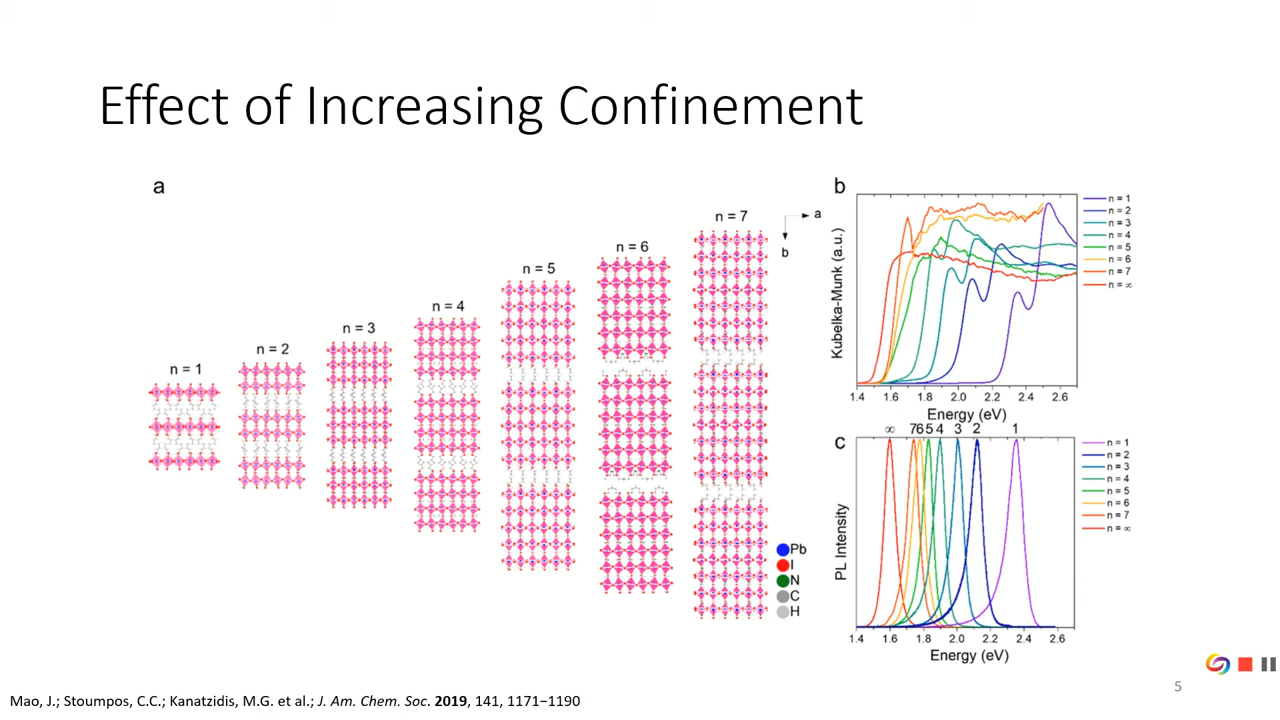 Effect of Increasing Confinement
a
n = 1
n = 2
n = 3
n = 4
n = 5
n = 6
n = 7
a
b
Pb
I
N
C
H
b
Kubelka-Munk (a.u.)
1.4 1.6 1.8 2.0 2.2 2.4 2.6
Energy (eV)
n = 1
n = 2
n = 3
n = 4
n = 5
n = 6
n = 7
n = ∞
∞ 7 6 5 4 3 2 1
c
PL Intensity
1.4 1.6 1.8 2.0 2.2 2.4 2.6
Energy (eV)
n = 1
n = 2
n = 3
n = 4
n = 5
n = 6
n = 7
n = ∞
5
Mao, J.; Stoumpos, C.C.; Kanatzidis, M.G. et al.; J. Am. Chem. Soc. 2019, 141, 1171−1190